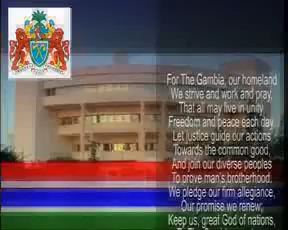 For The Gambia, our homeland
We strive and work and pray,
That all may live in unity
Freedom and peace each day
Let justice guide our actions
Towards the common good,
And join our diverse peoples
To prove man's brotherhood.
We pledge our firm allegiance,
Our promise we renew;
Keep us, great God of nations,